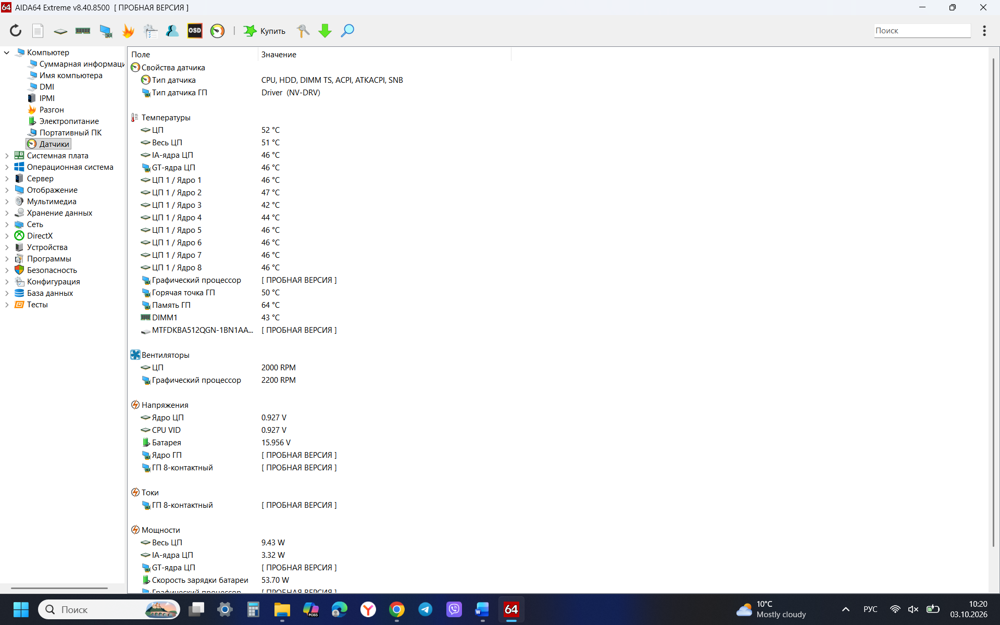 AIDA64 Extreme v8.40.8500 [ ПРОБНАЯ ВЕРСИЯ ]
OSD
Купить
Поиск
Компьютер
Суммарная информаци
Имя компьютера
DMI
IPMI
Разгон
Электропитание
Портативный ПК
Датчики
Системная плата
Операционная система
Сервер
Отображение
Мультимедиа
Хранение данных
Сеть
DirectX
Устройства
Программы
Безопасность
Конфигурация
База данных
Тесты
Поле Значение
Свойства датчика
Тип датчика CPU, HDD, DIMM TS, ACPI, ATKACPI, SNB
Тип датчика ГП Driver (NV-DRV)
Температуры
ЦП 52 °C
Весь ЦП 51 °C
IA-ядра ЦП 46 °C
GT-ядра ЦП 46 °C
ЦП 1 / Ядро 1 46 °C
ЦП 1 / Ядро 2 47 °C
ЦП 1 / Ядро 3 42 °C
ЦП 1 / Ядро 4 44 °C
ЦП 1 / Ядро 5 46 °C
ЦП 1 / Ядро 6 46 °C
ЦП 1 / Ядро 7 46 °C
ЦП 1 / Ядро 8 46 °C
Графический процессор [ ПРОБНАЯ ВЕРСИЯ ]
Горячая точка ГП 50 °C
Память ГП 64 °C
DIMM1 43 °C
MTFDKBA512QGN-1BN1AA... [ ПРОБНАЯ ВЕРСИЯ ]
Вентиляторы
ЦП 2000 RPM
Графический процессор 2200 RPM
Напряжения
Ядро ЦП 0.927 V
CPU VID 0.927 V
Батарея 15.956 V
Ядро ГП [ ПРОБНАЯ ВЕРСИЯ ]
ГП 8-контактный [ ПРОБНАЯ ВЕРСИЯ ]
Токи
ГП 8-контактный [ ПРОБНАЯ ВЕРСИЯ ]
Мощности
Весь ЦП 9.43 W
IA-ядра ЦП 3.32 W
GT-ядра ЦП [ ПРОБНАЯ ВЕРСИЯ ]
Скорость зарядки батареи 53.70 W
Графический процессор [ ПРОБНАЯ ВЕРСИЯ ]
Поиск
M365
64
10°C
Mostly cloudy
РУС
10:20
03.10.2026